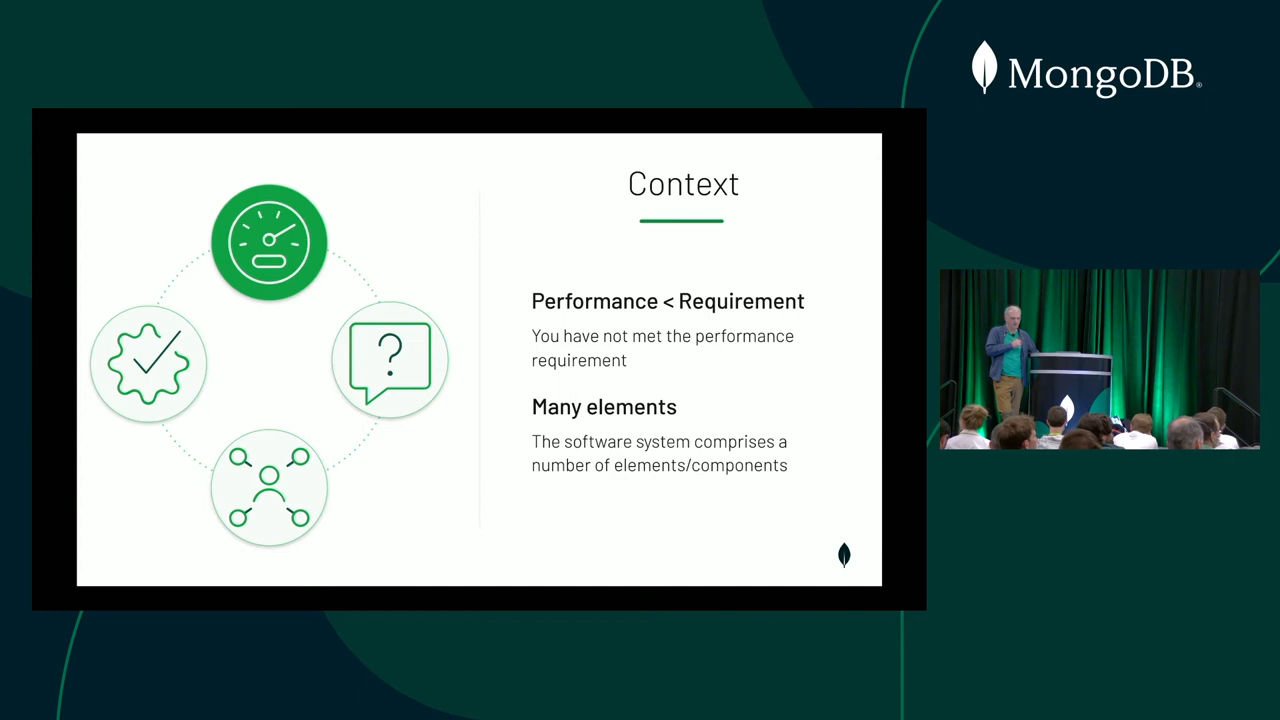 MongoDB®
Context
Performance < Requirement
You have not met the performance
requirement
Many elements
The software system comprises a
number of elements/components